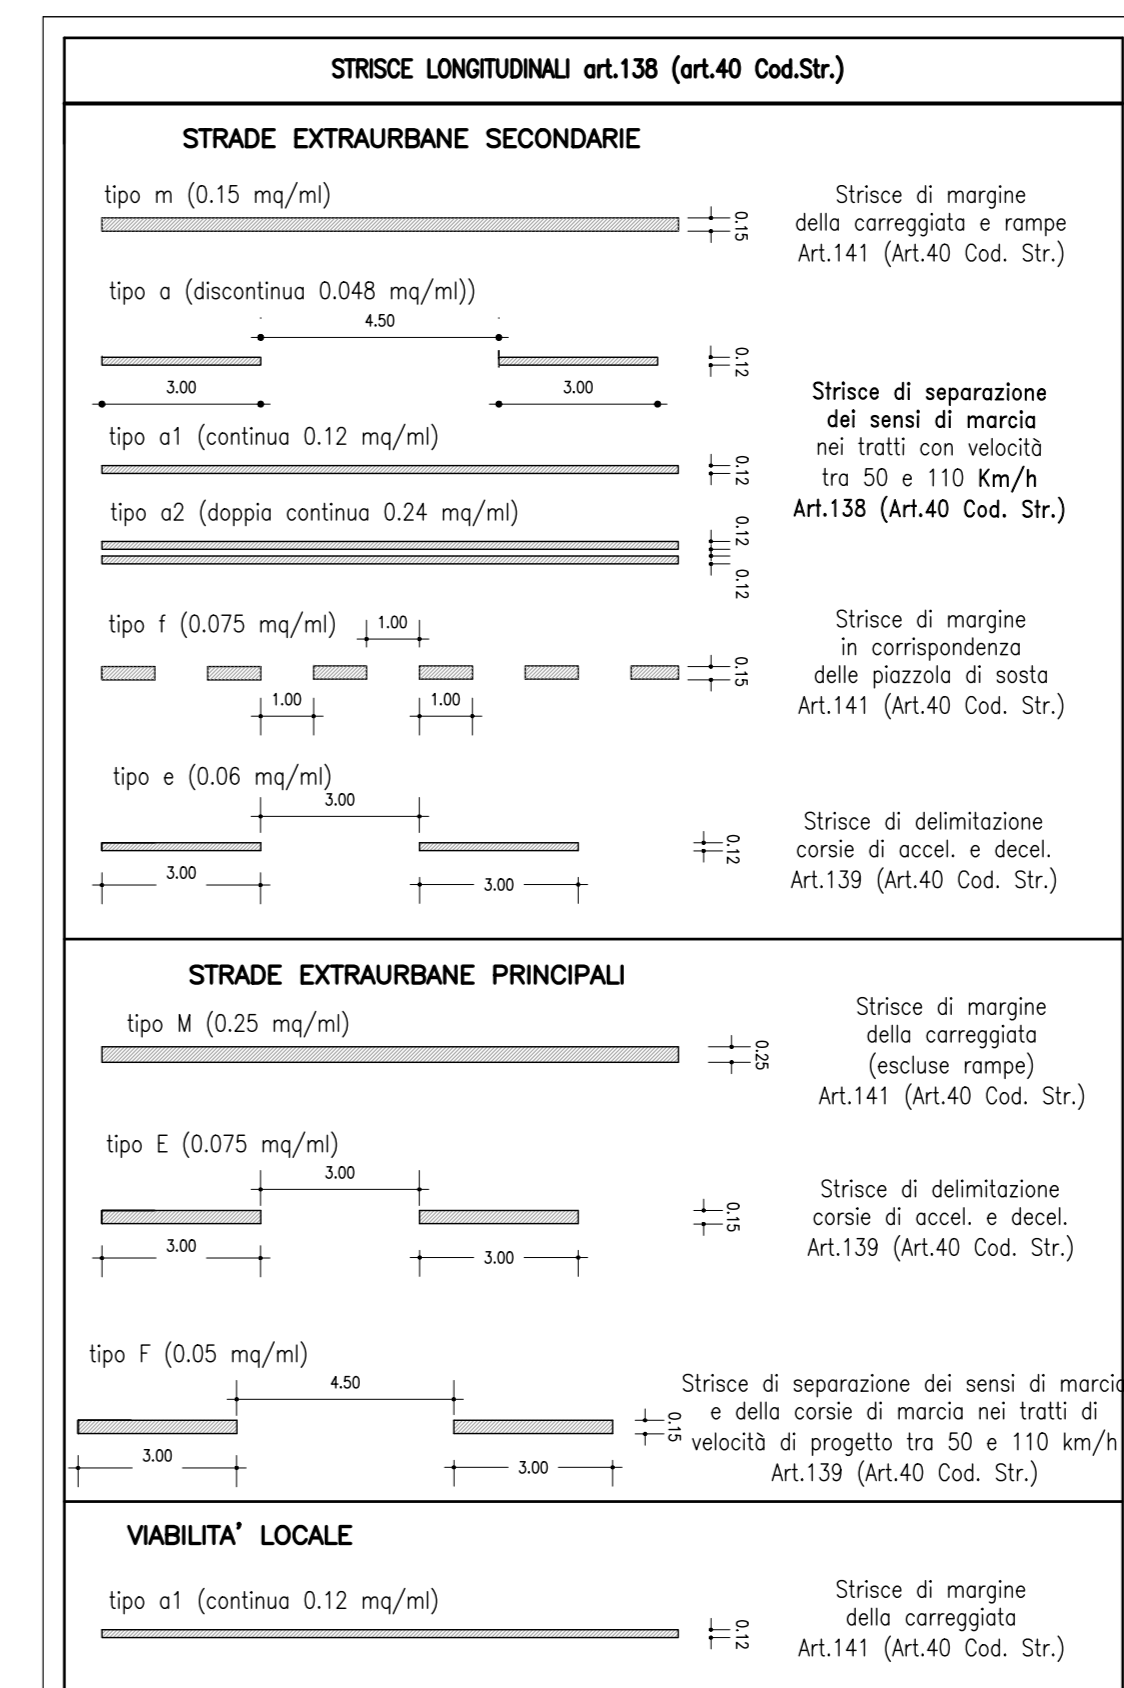 STRISCE LONGITUDINALI art.138 (art.40 Cod.Str.)
STRADE EXTRAURBANE SECONDARIE
tipo m (0.15 mq/ml)
0.15
Strisce di margine
della carreggiata e rampe
Art.141 (Art.40 Cod. Str.)
tipo a (discontinua 0.048 mq/ml))
4.50
0.12
3.00
3.00
tipo a1 (continua 0.12 mq/ml)
0.12
tipo a2 (doppia continua 0.24 mq/ml)
0.12
0.12
Strisce di separazione
dei sensi di marcia
nei tratti con velocità
tra 50 e 110 Km/h
Art.138 (Art.40 Cod. Str.)
tipo f (0.075 mq/ml)
1.00
0.15
1.00
1.00
Strisce di margine
in corrispondenza
delle piazzola di sosta
Art.141 (Art.40 Cod. Str.)
tipo e (0.06 mq/ml)
3.00
0.12
3.00
3.00
Strisce di delimitazione
corsie di accel. e decel.
Art.139 (Art.40 Cod. Str.)
STRADE EXTRAURBANE PRINCIPALI
tipo M (0.25 mq/ml)
0.25
Strisce di margine
della carreggiata
(escluse rampe)
Art.141 (Art.40 Cod. Str.)
tipo E (0.075 mq/ml)
3.00
0.15
3.00
3.00
Strisce di delimitazione
corsie di accel. e decel.
Art.139 (Art.40 Cod. Str.)
tipo F (0.05 mq/ml)
4.50
0.15
3.00
3.00
Strisce di separazione dei sensi di marcia
e della corsie di marcia nei tratti di
velocità di progetto tra 50 e 110 km/h
Art.139 (Art.40 Cod. Str.)
VIABILITA' LOCALE
tipo a1 (continua 0.12 mq/ml)
0.12
Strisce di margine
della carreggiata
Art.141 (Art.40 Cod. Str.)